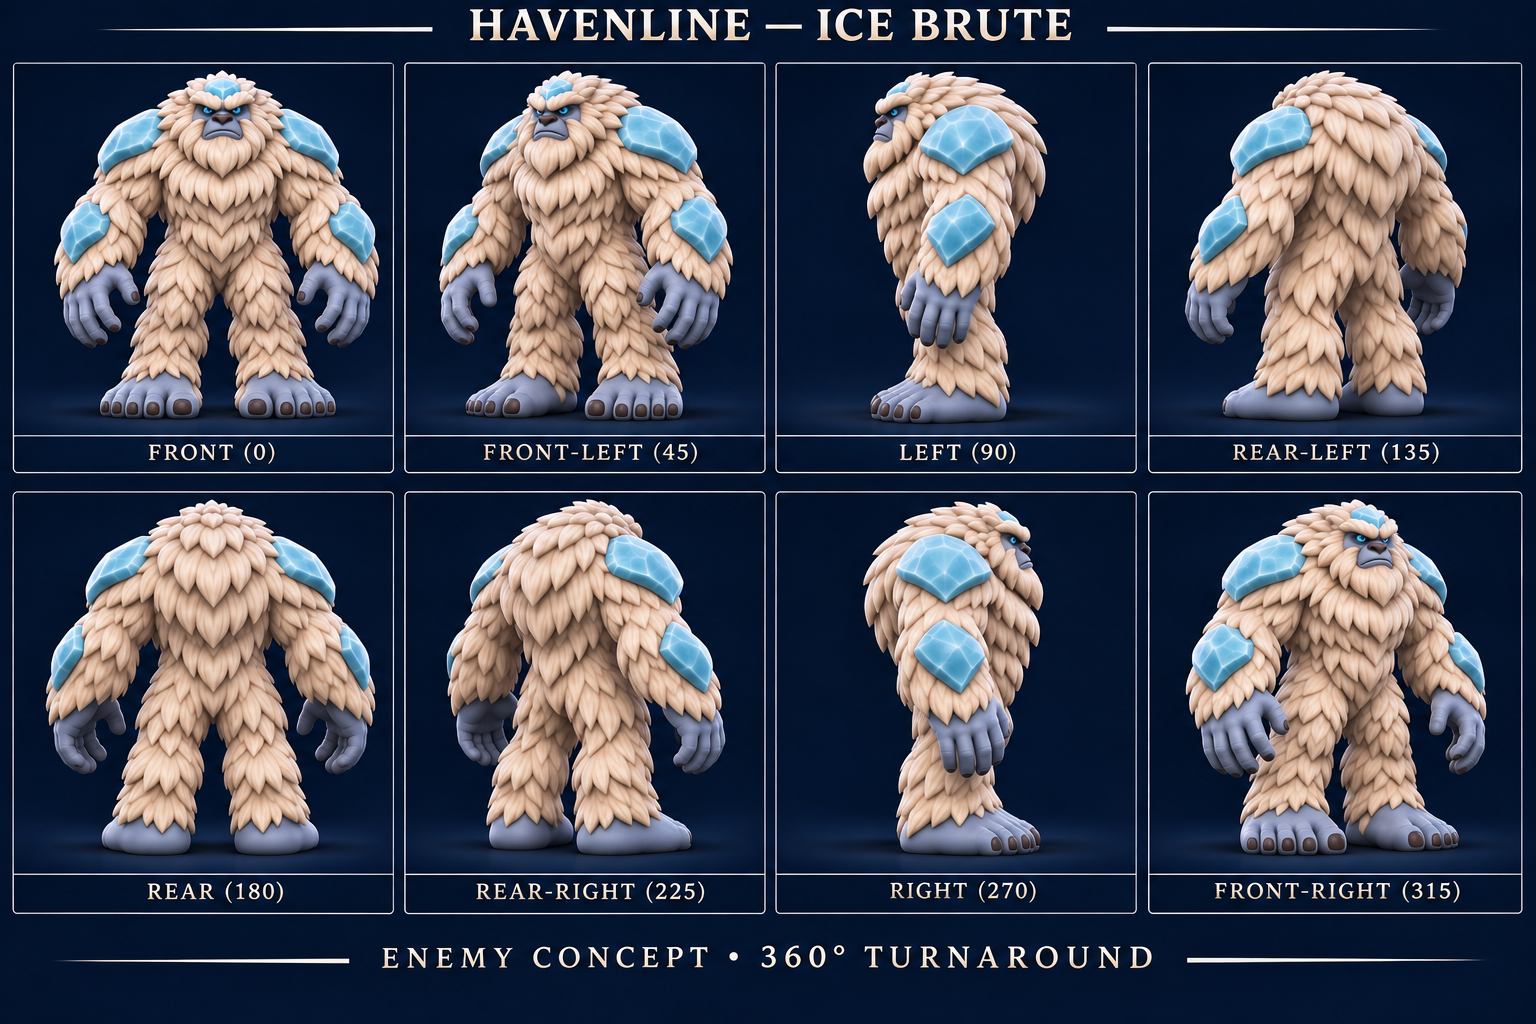 HAVENLINE — ICE BRUTE
FRONT (0)
FRONT-LEFT (45)
LEFT (90)
REAR-LEFT (135)
REAR (180)
REAR-RIGHT (225)
RIGHT (270)
FRONT-RIGHT (315)
ENEMY CONCEPT • 360° TURNAROUND